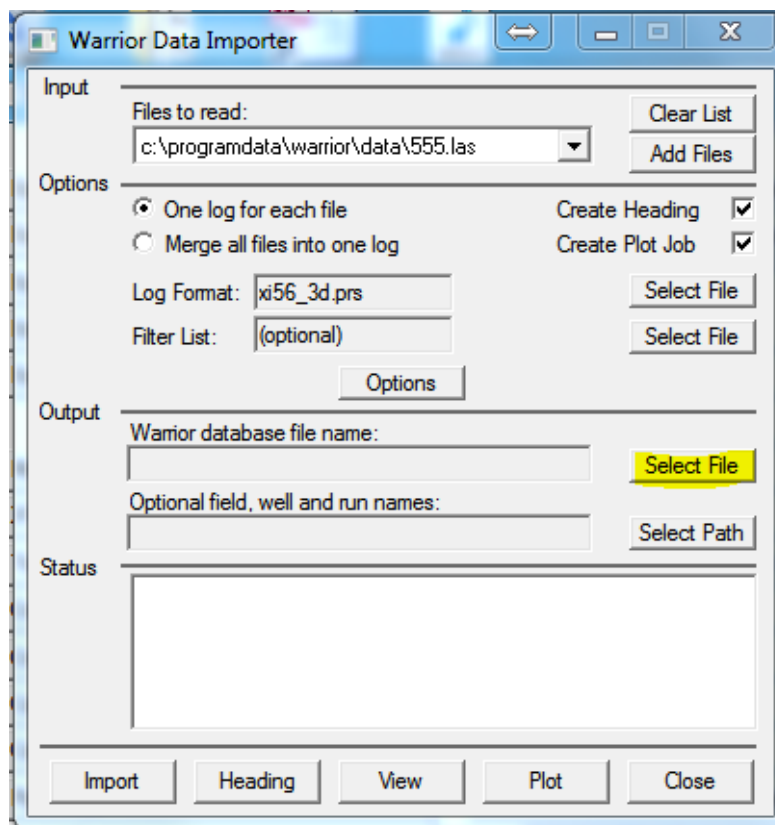 Warrior Data Importer
Input
Files to read:
Clear List
c:\programdata\warrior\data\555.las
Add Files
Options
One log for each file
Create Heading
Merge all files into one log
Create Plot Job
Log Format: xi56_3d.prs
Select File
Filter List: (optional)
Select File
Options
Output
Warrior database file name:
Select File
Optional field, well and run names:
Select Path
Status
Import Heading View Plot Close